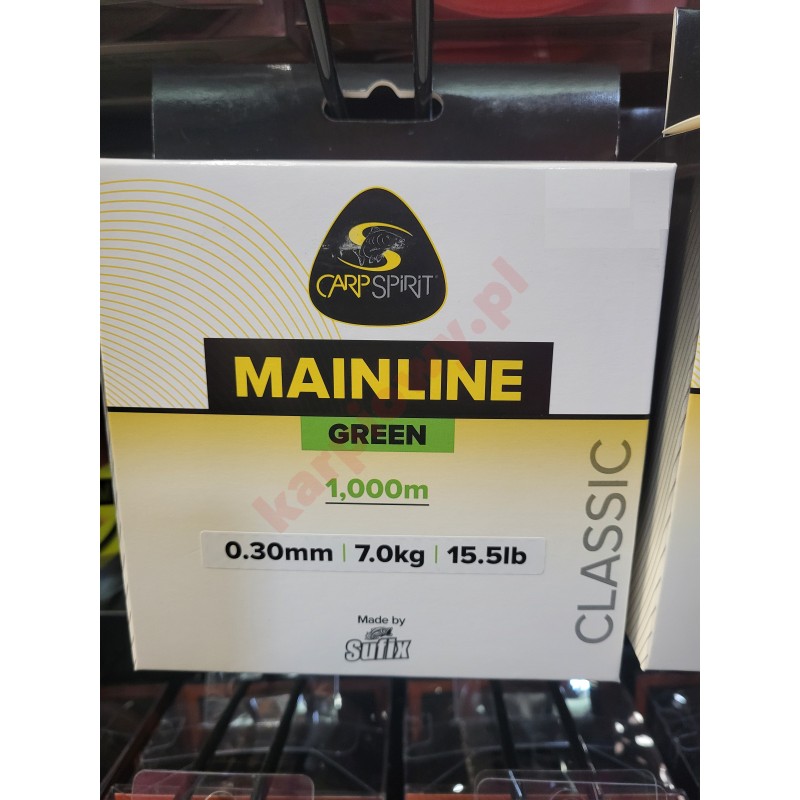 CARP SPIRIT
MAINLINE
GREEN
1,000m
0.30mm | 7.0kg | 15.5lb
CLASSIC
Made by
Sufix